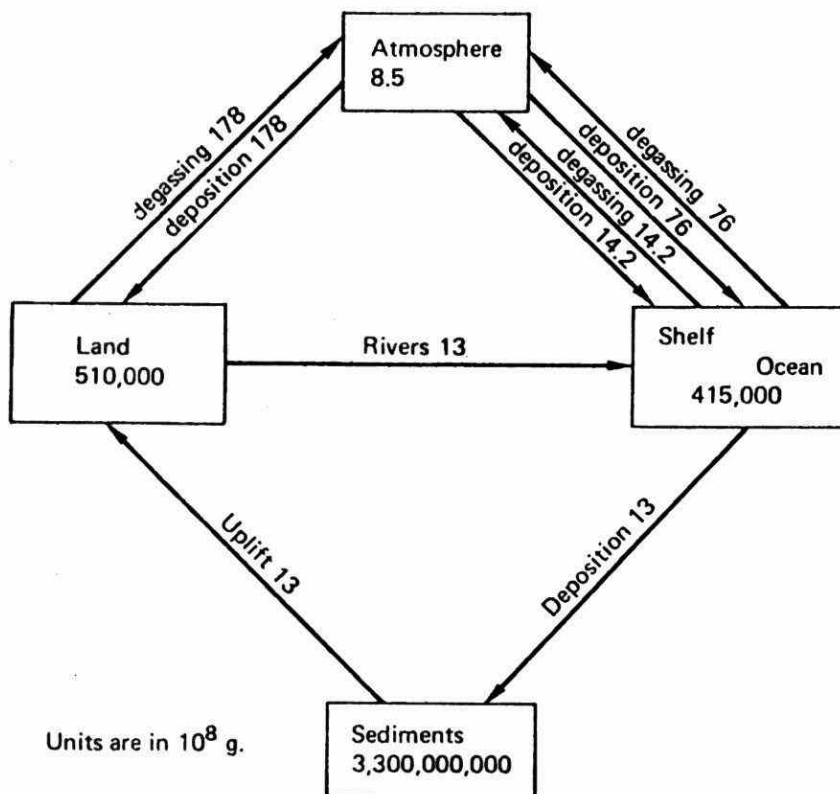 Atmosphere
8.5
degassing 178
deposition 178
degassing 76
deposition 76
degassing 14.2
deposition 14.2
Land
510,000
Rivers 13
Shelf
Ocean
415,000
Uplift 13
Deposition 13
Units are in 10⁸ g.
Sediments
3,300,000,000